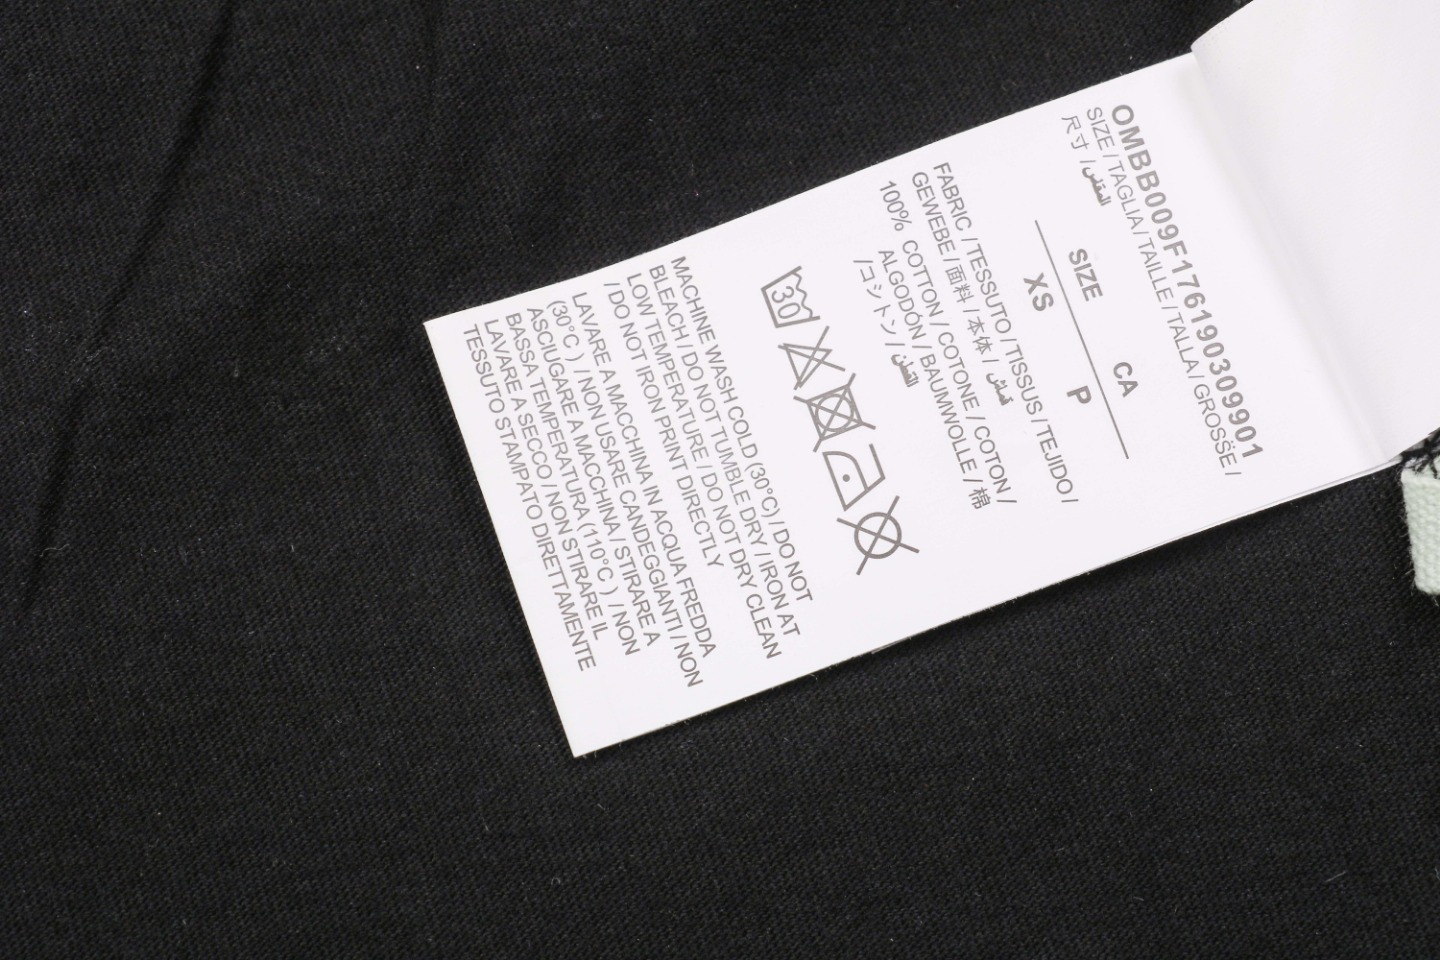 OMBB009F176190309901
SIZE / TAGLIA / TAILLE / TALLA / GROSSË /
尺寸 / المقاس
SIZE CA
XS P
FABRIC / TESSUTO / TISSUS / TEJIDO /
GEWEBE / 面料 / 本体 / قماش
100% COTTON / COTONE / COTON /
ALGODÓN / BAUMWOLLE / 棉
/ コシトン / القطن
30
MACHINE WASH COLD (30°C) / DO NOT
BLEACH / DO NOT TUMBLE DRY / IRON AT
LOW TEMPERATURE / DO NOT DRY CLEAN
/ DO NOT IRON PRINT DIRECTLY
LAVARE A MACCHINA IN ACQUA FREDDA
(30°C ) / NON USARE CANDEGGIANTI / NON
ASCIUGARE A MACCHINA / STIRARE A
BASSA TEMPERATURA (110°C ) / NON
LAVARE A SECCO / NON STIRARE IL
TESSUTO STAMPATO DIRETTAMENTE